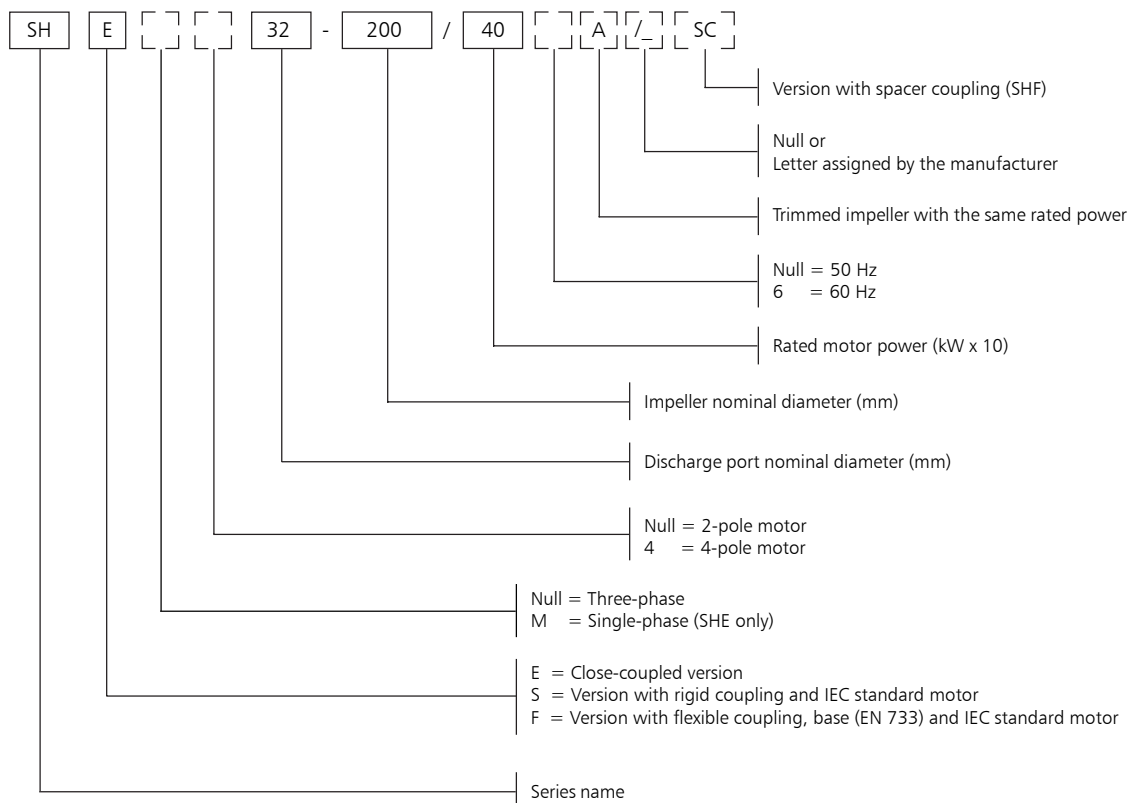 SH E 32 - 200 / 40 A /_ SC
Version with spacer coupling (SHF)
Null or
Letter assigned by the manufacturer
Trimmed impeller with the same rated power
Null = 50 Hz
6 = 60 Hz
Rated motor power (kW x 10)
Impeller nominal diameter (mm)
Discharge port nominal diameter (mm)
Null = 2-pole motor
4 = 4-pole motor
Null = Three-phase
M = Single-phase (SHE only)
E = Close-coupled version
S = Version with rigid coupling and IEC standard motor
F = Version with flexible coupling, base (EN 733) and IEC standard motor
Series name